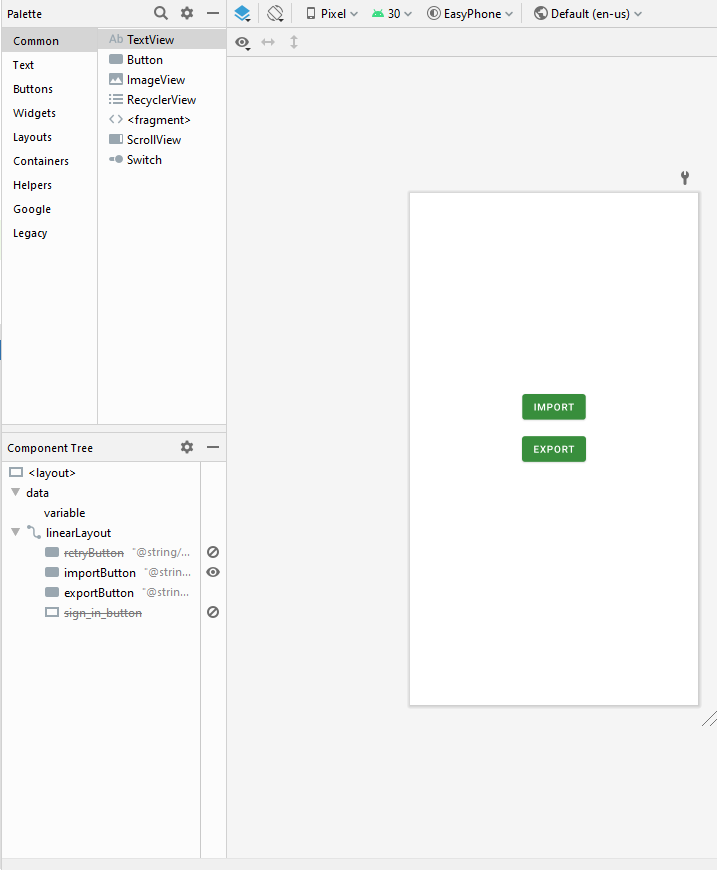 Palette
Pixel 30 EasyPhone Default (en-us)
Common
Text
Buttons
Widgets
Layouts
Containers
Helpers
Google
Legacy
Ab TextView
Button
ImageView
RecyclerView
<> <fragment>
ScrollView
Switch
IMPORT
EXPORT
Component Tree
<layout>
data
variable
linearLayout
retryButton "@string/...
importButton "@strin...
exportButton "@strin...
sign_in_button